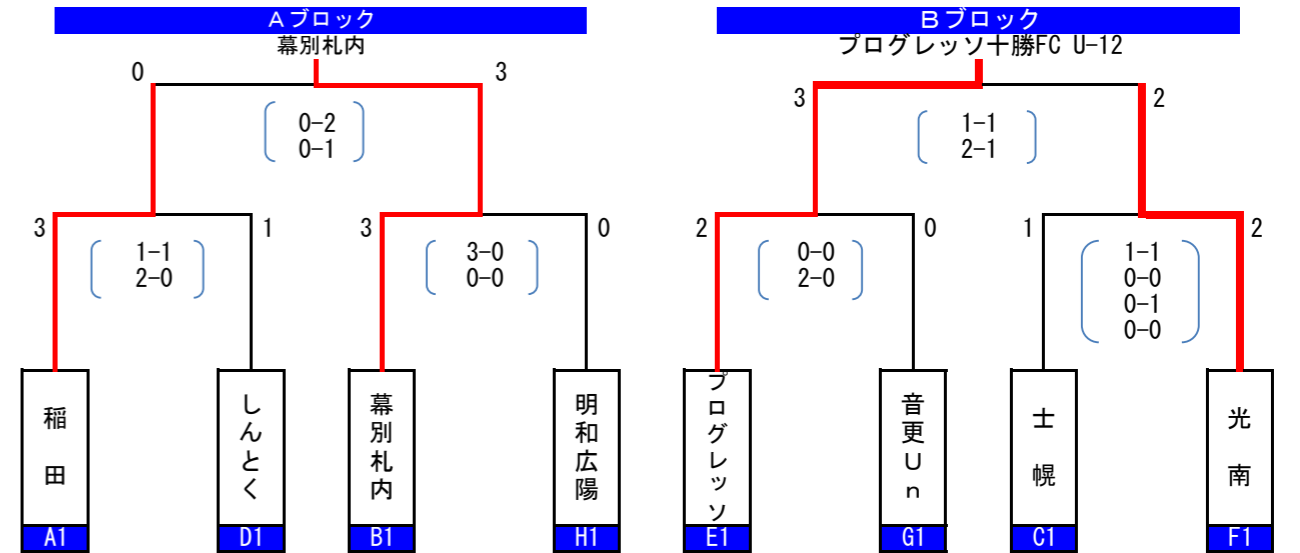 Aブロック
幕別札内
0 3
0-2
0-1
3 1 3 0
1-1
2-0
3-0
0-0
稲田
しんとく
幕別札内
明和広陽
A1 D1 B1 H1
Bブロック
プログレッソ十勝FC U-12
3 2
1-1
2-1
2 0 1 2
0-0
2-0
1-1
0-0
0-1
0-0
プログレッソ
音更Un
士幌
光南
E1 G1 C1 F1